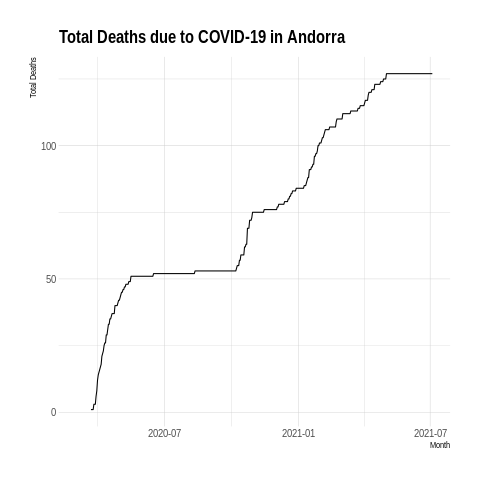 Total Deaths due to COVID-19 in Andorra
Total Deaths
100
50
0
2020-07
2021-01
2021-07
Month